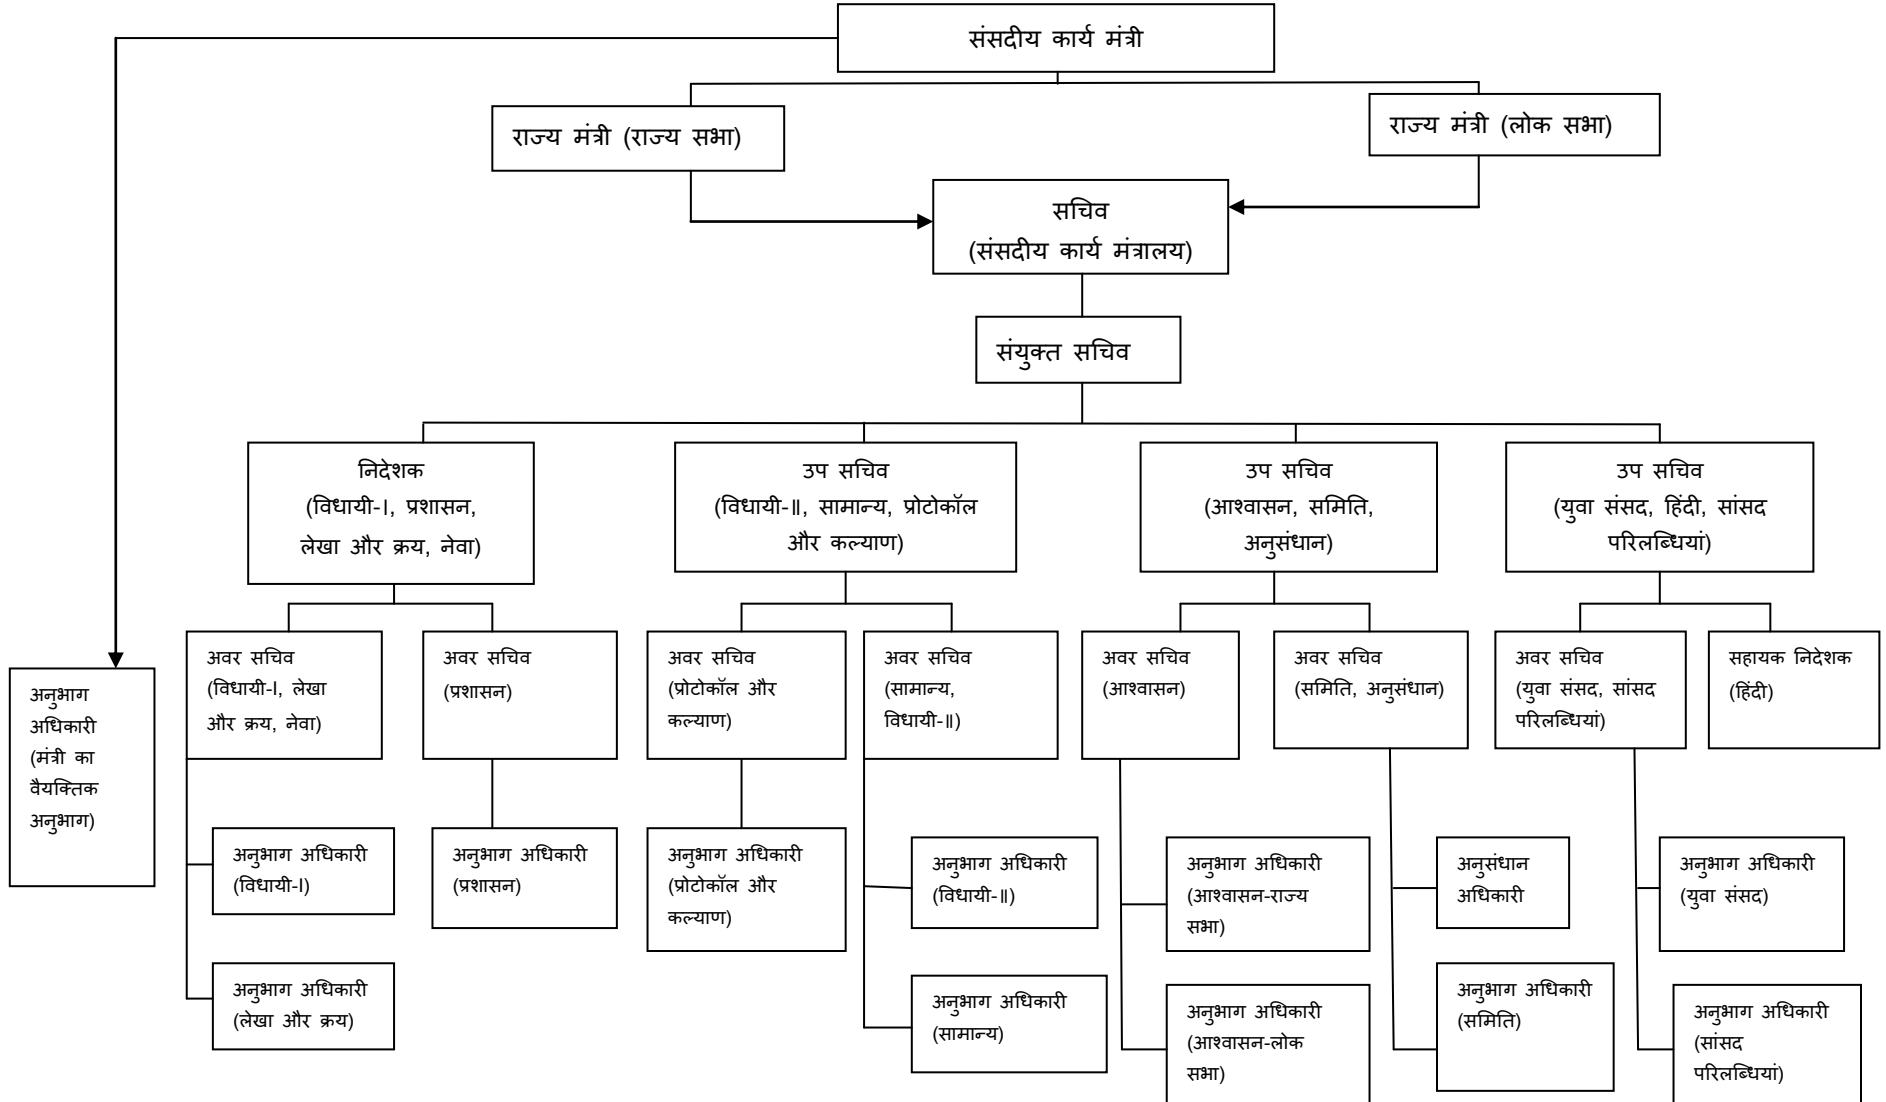 संसदीय कार्य मंत्री
राज्य मंत्री (राज्य सभा)
राज्य मंत्री (लोक सभा)
सचिव
(संसदीय कार्य मंत्रालय)
संयुक्त सचिव
निदेशक
(विधायी-I, प्रशासन,
लेखा और क्रय, नेवा)
उप सचिव
(विधायी-II, सामान्य, प्रोटोकॉल
और कल्याण)
उप सचिव
(आश्वासन, समिति,
अनुसंधान)
उप सचिव
(युवा संसद, हिंदी, सांसद
परिलब्धियां)
अनुभाग
अधिकारी
(मंत्री का
वैयक्तिक
अनुभाग)
अवर सचिव
(विधायी-I, लेखा
और क्रय, नेवा)
अवर सचिव
(प्रशासन)
अवर सचिव
(प्रोटोकॉल और
कल्याण)
अवर सचिव
(सामान्य,
विधायी-II)
अवर सचिव
(आश्वासन)
अवर सचिव
(समिति, अनुसंधान)
अवर सचिव
(युवा संसद, सांसद
परिलब्धियां)
सहायक निदेशक
(हिंदी)
अनुभाग अधिकारी
(विधायी-I)
अनुभाग अधिकारी
(प्रशासन)
अनुभाग अधिकारी
(प्रोटोकॉल और
कल्याण)
अनुभाग अधिकारी
(विधायी-II)
अनुभाग अधिकारी
(आश्वासन-राज्य
सभा)
अनुसंधान
अधिकारी
अनुभाग अधिकारी
(युवा संसद)
अनुभाग अधिकारी
(लेखा और क्रय)
अनुभाग अधिकारी
(सामान्य)
अनुभाग अधिकारी
(आश्वासन-लोक
सभा)
अनुभाग अधिकारी
(समिति)
अनुभाग अधिकारी
(सांसद
परिलब्धियां)